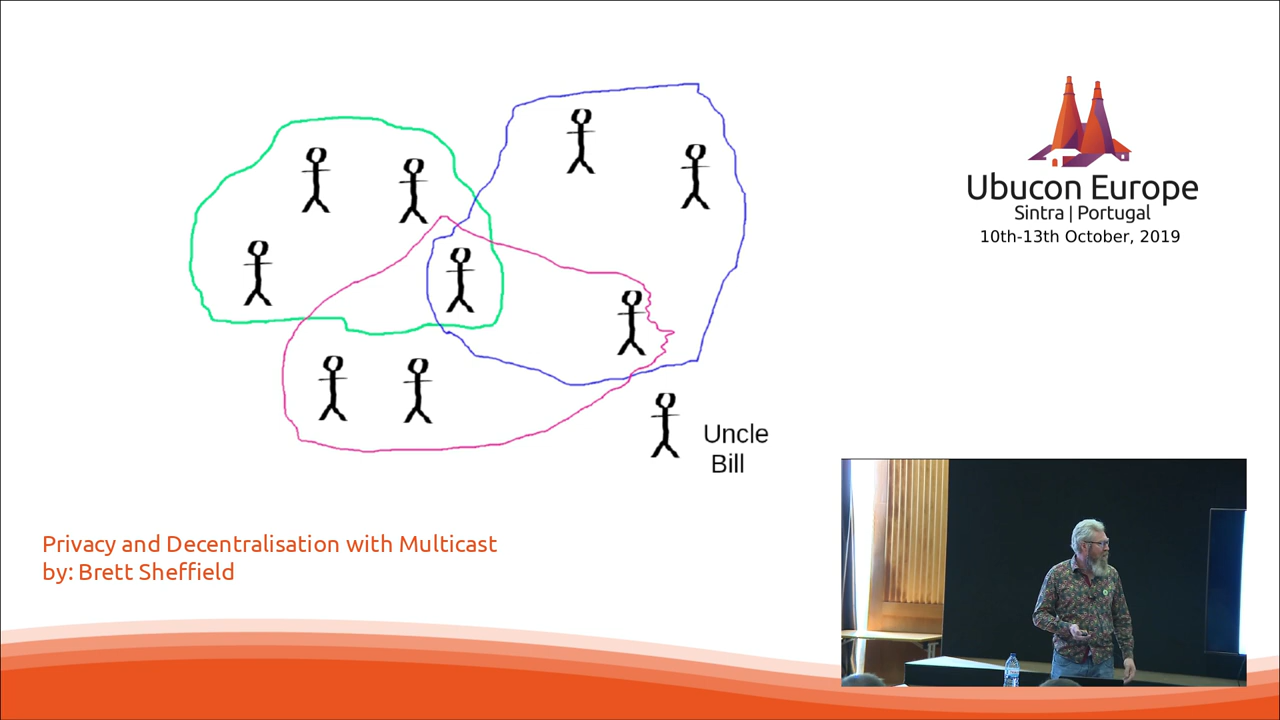 Ubucon Europe
Sintra | Portugal
10th-13th October, 2019
Uncle
Bill
Privacy and Decentralisation with Multicast
by: Brett Sheffield